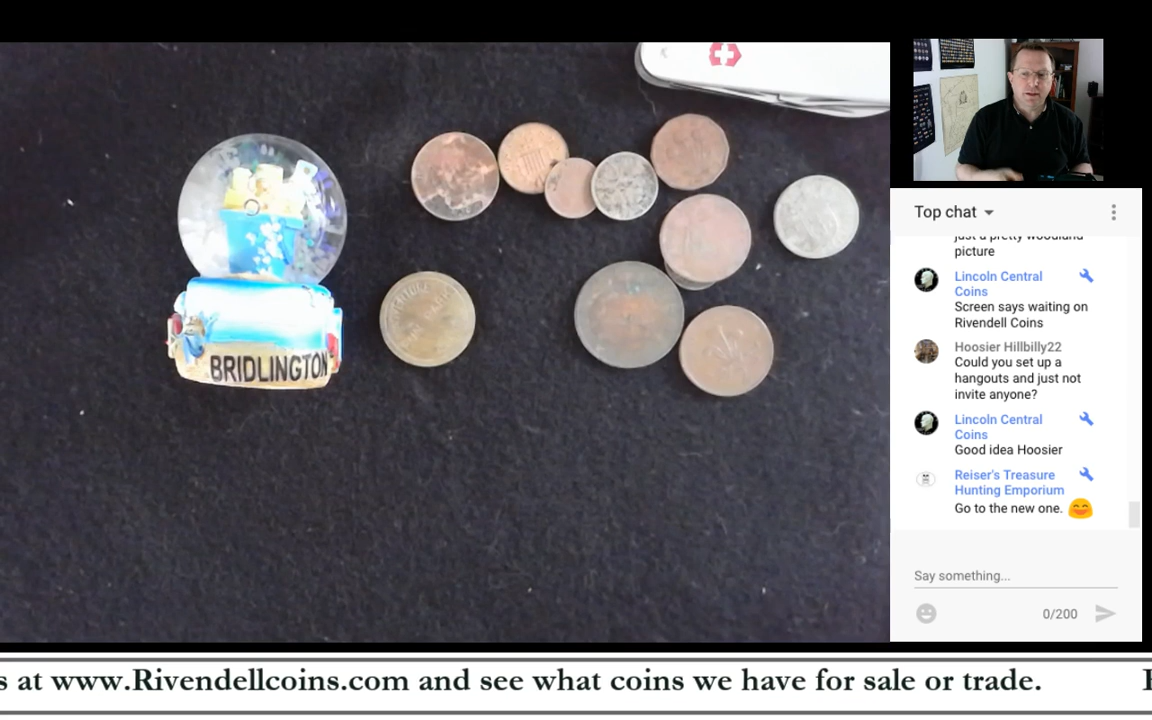 BRIDLINGTON
Top chat
just a pretty woodland
picture
Lincoln Central
Coins
Screen says waiting on
Rivendell Coins
Hoosier Hillbilly22
Could you set up a
hangouts and just not
invite anyone?
Lincoln Central
Coins
Good idea Hoosier
Reiser's Treasure
Hunting Emporium
Go to the new one.
Say something...
0/200
s at www.Rivendellcoins.com and see what coins we have for sale or trade.